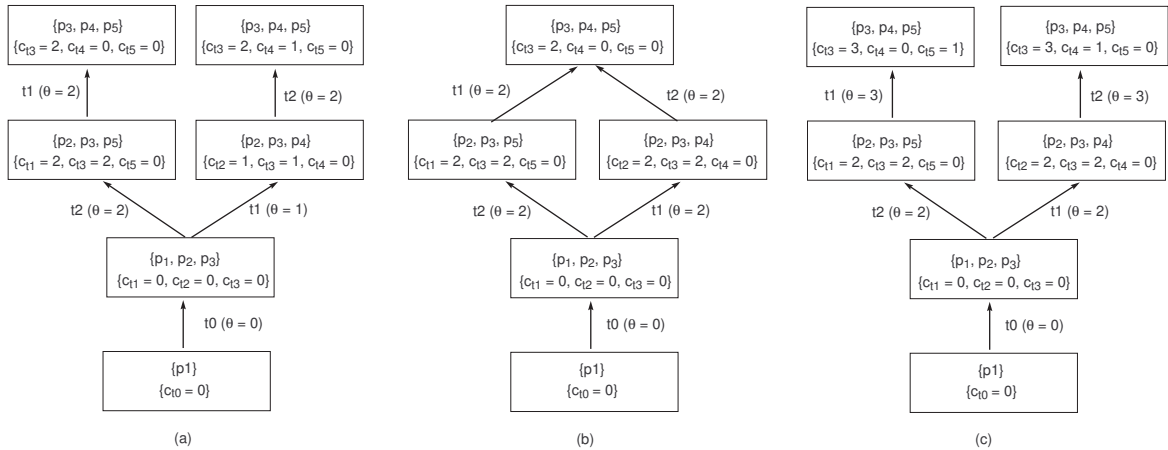 {p3, p4, p5}
{ct3 = 2, ct4 = 0, ct5 = 0}
{p3, p4, p5}
{ct3 = 2, ct4 = 1, ct5 = 0}
t1 (θ = 2)
t2 (θ = 2)
{p2, p3, p5}
{ct1 = 2, ct3 = 2, ct5 = 0}
{p2, p3, p4}
{ct2 = 1, ct3 = 1, ct4 = 0}
t2 (θ = 2)
t1 (θ = 1)
{p1, p2, p3}
{ct1 = 0, ct2 = 0, ct3 = 0}
t0 (θ = 0)
{p1}
{ct0 = 0}
(a)
{p3, p4, p5}
{ct3 = 2, ct4 = 0, ct5 = 0}
t1 (θ = 2)
t2 (θ = 2)
{p2, p3, p5}
{ct1 = 2, ct3 = 2, ct5 = 0}
{p2, p3, p4}
{ct2 = 2, ct3 = 2, ct4 = 0}
t2 (θ = 2)
t1 (θ = 2)
{p1, p2, p3}
{ct1 = 0, ct2 = 0, ct3 = 0}
t0 (θ = 0)
{p1}
{ct0 = 0}
(b)
{p3, p4, p5}
{ct3 = 3, ct4 = 0, ct5 = 1}
{p3, p4, p5}
{ct3 = 3, ct4 = 1, ct5 = 0}
t1 (θ = 3)
t2 (θ = 3)
{p2, p3, p5}
{ct1 = 2, ct3 = 2, ct5 = 0}
{p2, p3, p4}
{ct2 = 2, ct3 = 2, ct4 = 0}
t2 (θ = 2)
t1 (θ = 2)
{p1, p2, p3}
{ct1 = 0, ct2 = 0, ct3 = 0}
t0 (θ = 0)
{p1}
{ct0 = 0}
(c)